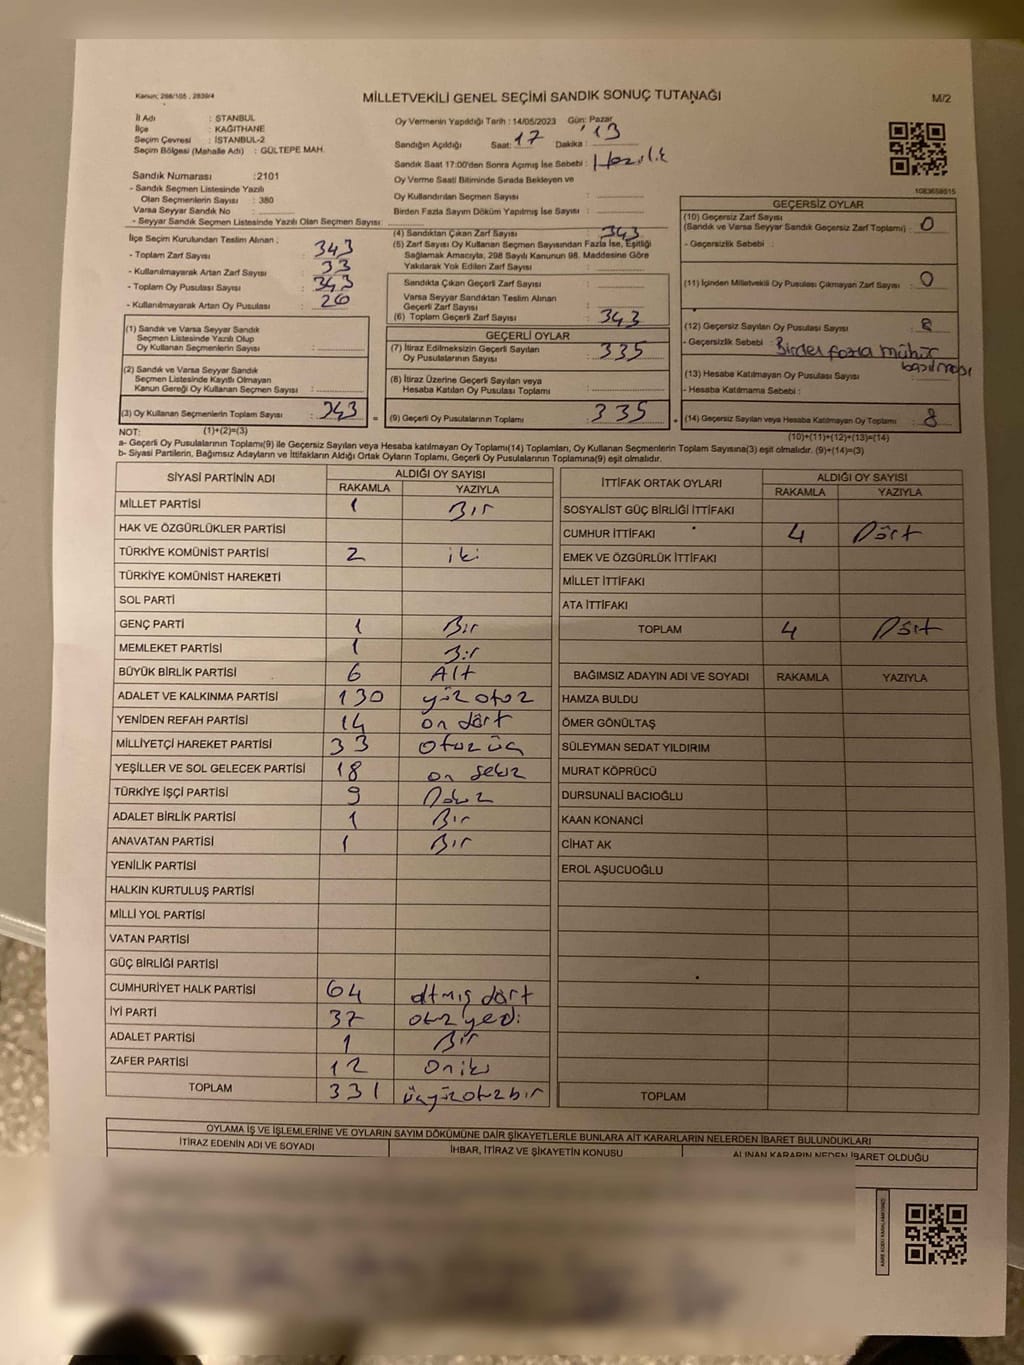 Kanun; 298/105 , 2839/4
MİLLETVEKİLİ GENEL SEÇİMİ SANDIK SONUÇ TUTANAĞI
M/2
İl Adı : STANBUL
İlçe : KAĞITHANE
Seçim Çevresi : İSTANBUL-2
Seçim Bölgesi (Mahalle Adı) : GÜLTEPE MAH.
Oy Vermenin Yapıldığı Tarih : 14/05/2023 Gün: Pazar
Sandığın Açıldığı Saat: 17 Dakika : 13
Sandık Saat 17:00'den Sonra Açımış İse Sebebi : Hazırlık
Oy Verme Saati Bitiminde Sırada Bekleyen ve
Oy Kullandırılan Seçmen Sayısı :
Birden Fazla Sayım Döküm Yapılmış İse Sayısı :
1083658515
Sandık Numarası :2101
- Sandık Seçmen Listesinde Yazılı
Olan Seçmenlerin Sayısı : 380
Varsa Seyyar Sandık No :
- Seyyar Sandık Seçmen Listesinde Yazılı Olan Seçmen Sayısı :
İlçe Seçim Kurulundan Teslim Alınan :
- Toplam Zarf Sayısı : 343
- Kullanılmayarak Artan Zarf Sayısı : 33
- Toplam Oy Pusulası Sayısı : 343
- Kullanılmayarak Artan Oy Pusulası : 26
(1) Sandık ve Varsa Seyyar Sandık
Seçmen Listesinde Yazılı Olup
Oy Kullanan Seçmenlerin Sayısı :
(2) Sandık ve Varsa Seyyar Sandık
Seçmen Listesinde Kayıtlı Olmayan
Kanun Gereği Oy Kullanan Seçmen Sayısı :
(3) Oy Kullanan Seçmenlerin Toplam Sayısı : 343 =
(4) Sandıktan Çıkan Zarf Sayısı : 343
(5) Zarf Sayısı Oy Kullanan Seçmen Sayısından Fazla İse, Eşitliği
Sağlamak Amacıyla, 298 Sayılı Kanunun 98. Maddesine Göre
Yakılarak Yok Edilen Zarf Sayısı :
Sandıkta Çıkan Geçerli Zarf Sayısı :
Varsa Seyyar Sandıktan Teslim Alınan
Geçerli Zarf Sayısı :
(6) Toplam Geçerli Zarf Sayısı : 343
GEÇERLİ OYLAR
(7) İtiraz Edilmeksizin Geçerli Sayılan
Oy Pusulalarının Sayısı : 335
(8) İtiraz Üzerine Geçerli Sayılan veya
Hesaba Katılan Oy Pusulası Toplamı :
(9) Geçerli Oy Pusulalarının Toplamı : 335 +
GEÇERSİZ OYLAR
(10) Geçersiz Zarf Sayısı
(Sandık ve Varsa Seyyar Sandık Geçersiz Zarf Toplamı) : 0
- Geçersizlik Sebebi :
(11) İçinden Milletvekili Oy Pusulası Çıkmayan Zarf Sayısı : 0
(12) Geçersiz Sayılan Oy Pusulası Sayısı : 8
- Geçersizlik Sebebi : Birden fazla mühür basılması
(13) Hesaba Katılmayan Oy Pusulası Sayısı :
- Hesaba Katılmama Sebebi :
(14) Geçersiz Sayılan veya Hesaba Katılmayan Oy Toplamı : 8
NOT: (1)+(2)=(3)
(10)+(11)+(12)+(13)=(14)
a- Geçerli Oy Pusulalarının Toplamı(9) ile Geçersiz Sayılan veya Hesaba katılmayan Oy Toplamı(14) Toplamları, Oy Kullanan Seçmenlerin Toplam Sayısına(3) eşit olmalıdır. (9)+(14)=(3)
b- Siyasi Partilerin, Bağımsız Adayların ve İttifakların Aldığı Ortak Oyların Toplamı, Geçerli Oy Pusulalarının Toplamına(9) eşit olmalıdır.
SİYASİ PARTİNİN ADI ALDIĞI OY SAYISI
RAKAMLA YAZIYLA
MİLLET PARTİSİ 1 Bir
HAK VE ÖZGÜRLÜKLER PARTİSİ
TÜRKİYE KOMÜNİST PARTİSİ 2 iki
TÜRKİYE KOMÜNİST HAREKETİ
SOL PARTİ
GENÇ PARTİ 1 Bir
MEMLEKET PARTİSİ 1 Bir
BÜYÜK BİRLİK PARTİSİ 6 Altı
ADALET VE KALKINMA PARTİSİ 130 yüz otuz
YENİDEN REFAH PARTİSİ 14 on dört
MİLLİYETÇİ HAREKET PARTİSİ 33 otuz üç
YEŞİLLER VE SOL GELECEK PARTİSİ 18 on sekiz
TÜRKİYE İŞÇİ PARTİSİ 9 Dokuz
ADALET BİRLİK PARTİSİ 1 Bir
ANAVATAN PARTİSİ 1 Bir
YENİLİK PARTİSİ
HALKIN KURTULUŞ PARTİSİ
MİLLİ YOL PARTİSİ
VATAN PARTİSİ
GÜÇ BİRLİĞİ PARTİSİ
CUMHURİYET HALK PARTİSİ 64 altmış dört
İYİ PARTİ 37 otuz yedi
ADALET PARTİSİ 1 Bir
ZAFER PARTİSİ 12 on iki
TOPLAM 331 üçyüzotuzbir
İTTİFAK ORTAK OYLARI ALDIĞI OY SAYISI
RAKAMLA YAZIYLA
SOSYALİST GÜÇ BİRLİĞİ İTTİFAKI
CUMHUR İTTİFAKI 4 Dört
EMEK VE ÖZGÜRLÜK İTTİFAKI
MİLLET İTTİFAKI
ATA İTTİFAKI
TOPLAM 4 Dört
BAĞIMSIZ ADAYIN ADI VE SOYADI RAKAMLA YAZIYLA
HAMZA BULDU
ÖMER GÖNÜLTAŞ
SÜLEYMAN SEDAT YILDIRIM
MURAT KÖPRÜCÜ
DURSUNALİ BACIOĞLU
KAAN KONANCİ
CİHAT AK
EROL AŞUCUOĞLU
TOPLAM
OYLAMA İŞ VE İŞLEMLERİNE VE OYLARIN SAYIM DÖKÜMÜNE DAİR ŞİKAYETLERLE BUNLARA AİT KARARLARIN NELERDEN İBARET BULUNDUKLARI
İTİRAZ EDENİN ADI VE SOYADI İHBAR, İTİRAZ VE ŞİKAYETİN KONUSU ALINAN KARARIN NEDEN İBARET OLDUĞU